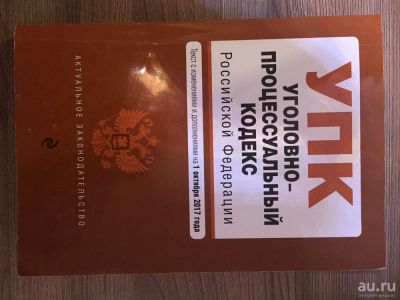 УПК
УГОЛОВНО-
ПРОЦЕССУАЛЬНЫЙ
КОДЕКС
Российской Федерации
Текст с изменениями и дополнениями на 1 октября 2017 года
АКТУАЛЬНОЕ ЗАКОНОДАТЕЛЬСТВО
au.ru